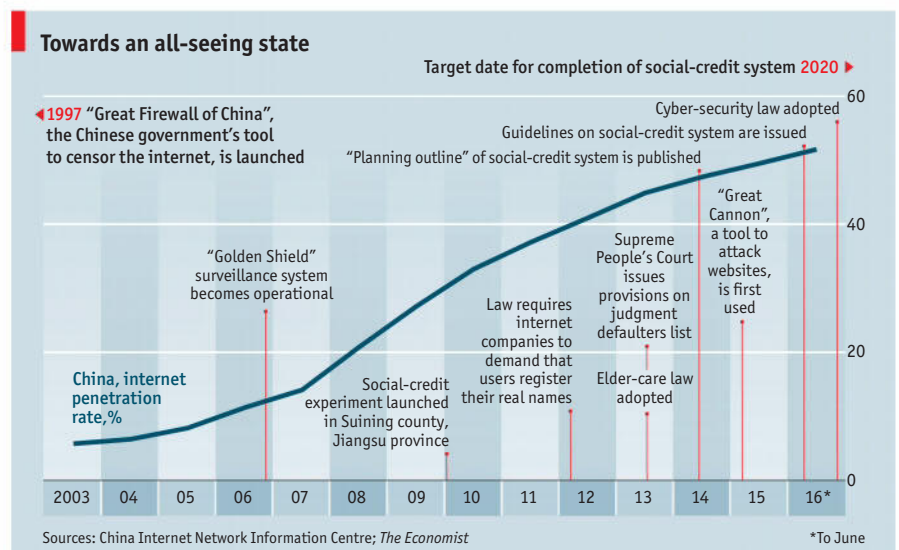 Towards an all-seeing state
Target date for completion of social-credit system 2020 ▶
◀1997 “Great Firewall of China”,
the Chinese government’s tool
to censor the internet, is launched
60
Cyber-security law adopted
Guidelines on social-credit system are issued
“Planning outline” of social-credit system is published
“Great
Cannon”,
a tool to
attack
websites,
is first
used
40
“Golden Shield”
surveillance system
becomes operational
Supreme
People’s Court
issues
provisions on
judgment
defaulters list
Law requires
internet
companies to
demand that
users register
their real names
20
China, internet
penetration
rate,%
Social-credit
experiment launched
in Suining county,
Jiangsu province
Elder-care law
adopted
0
2003 04 05 06 07 08 09 10 11 12 13 14 15 16*
Sources: China Internet Network Information Centre; The Economist
*To June